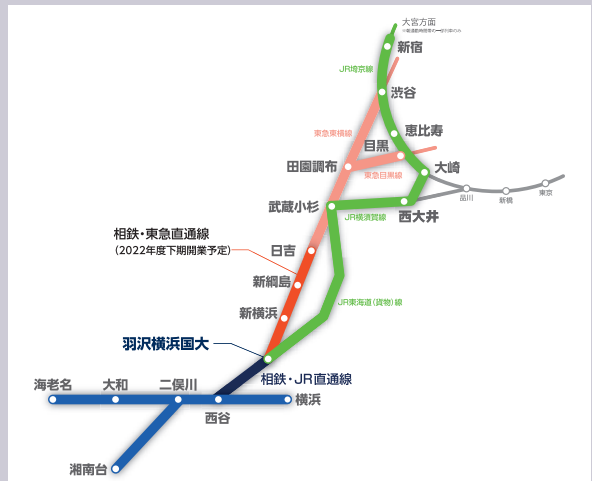 大宮方面
新宿
JR埼京線
渋谷
恵比寿
東急東横線
目黒
田園調布
大崎
東急目黒線
品川
新橋
東京
武蔵小杉
JR横須賀線
西大井
相鉄・東急直通線
(2022年度下期開業予定)
日吉
新綱島
JR東海道(貨物)線
新横浜
羽沢横浜国大
相鉄・JR直通線
海老名
大和
二俣川
横浜
西谷
湘南台